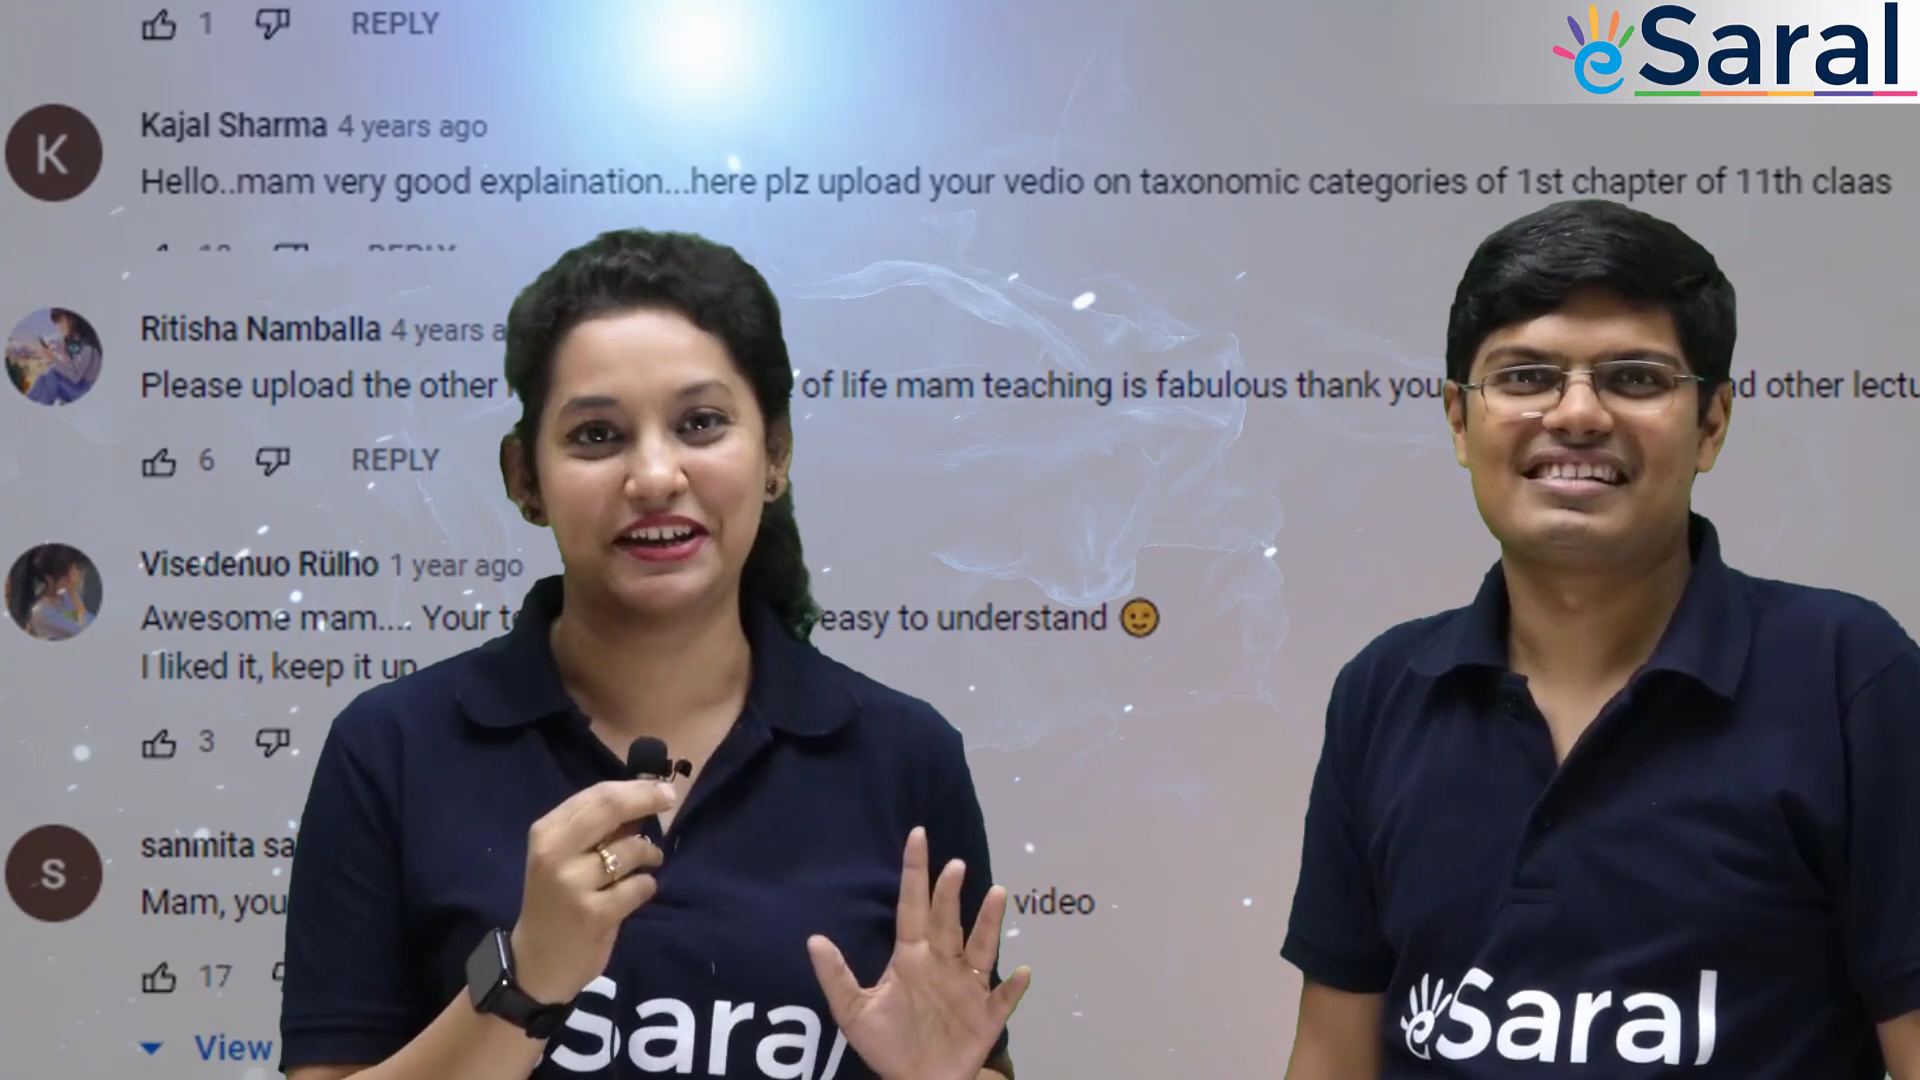 1 REPLY
eSaral
Kajal Sharma 4 years ago
K
Hello..mam very good explaination...here plz upload your vedio on taxonomic categories of 1st chapter of 11th claas
REPLY
Ritisha Namballa 4 years a
Please upload the other of life mam teaching is fabulous thank you d other lectu
6 REPLY
Visedenuo Rülho 1 year ago
Awesome mam.... Your te easy to understand 😉
I liked it, keep it up
3
sanmita sa
S
Mam, you video
17
View
Saral
eSaral